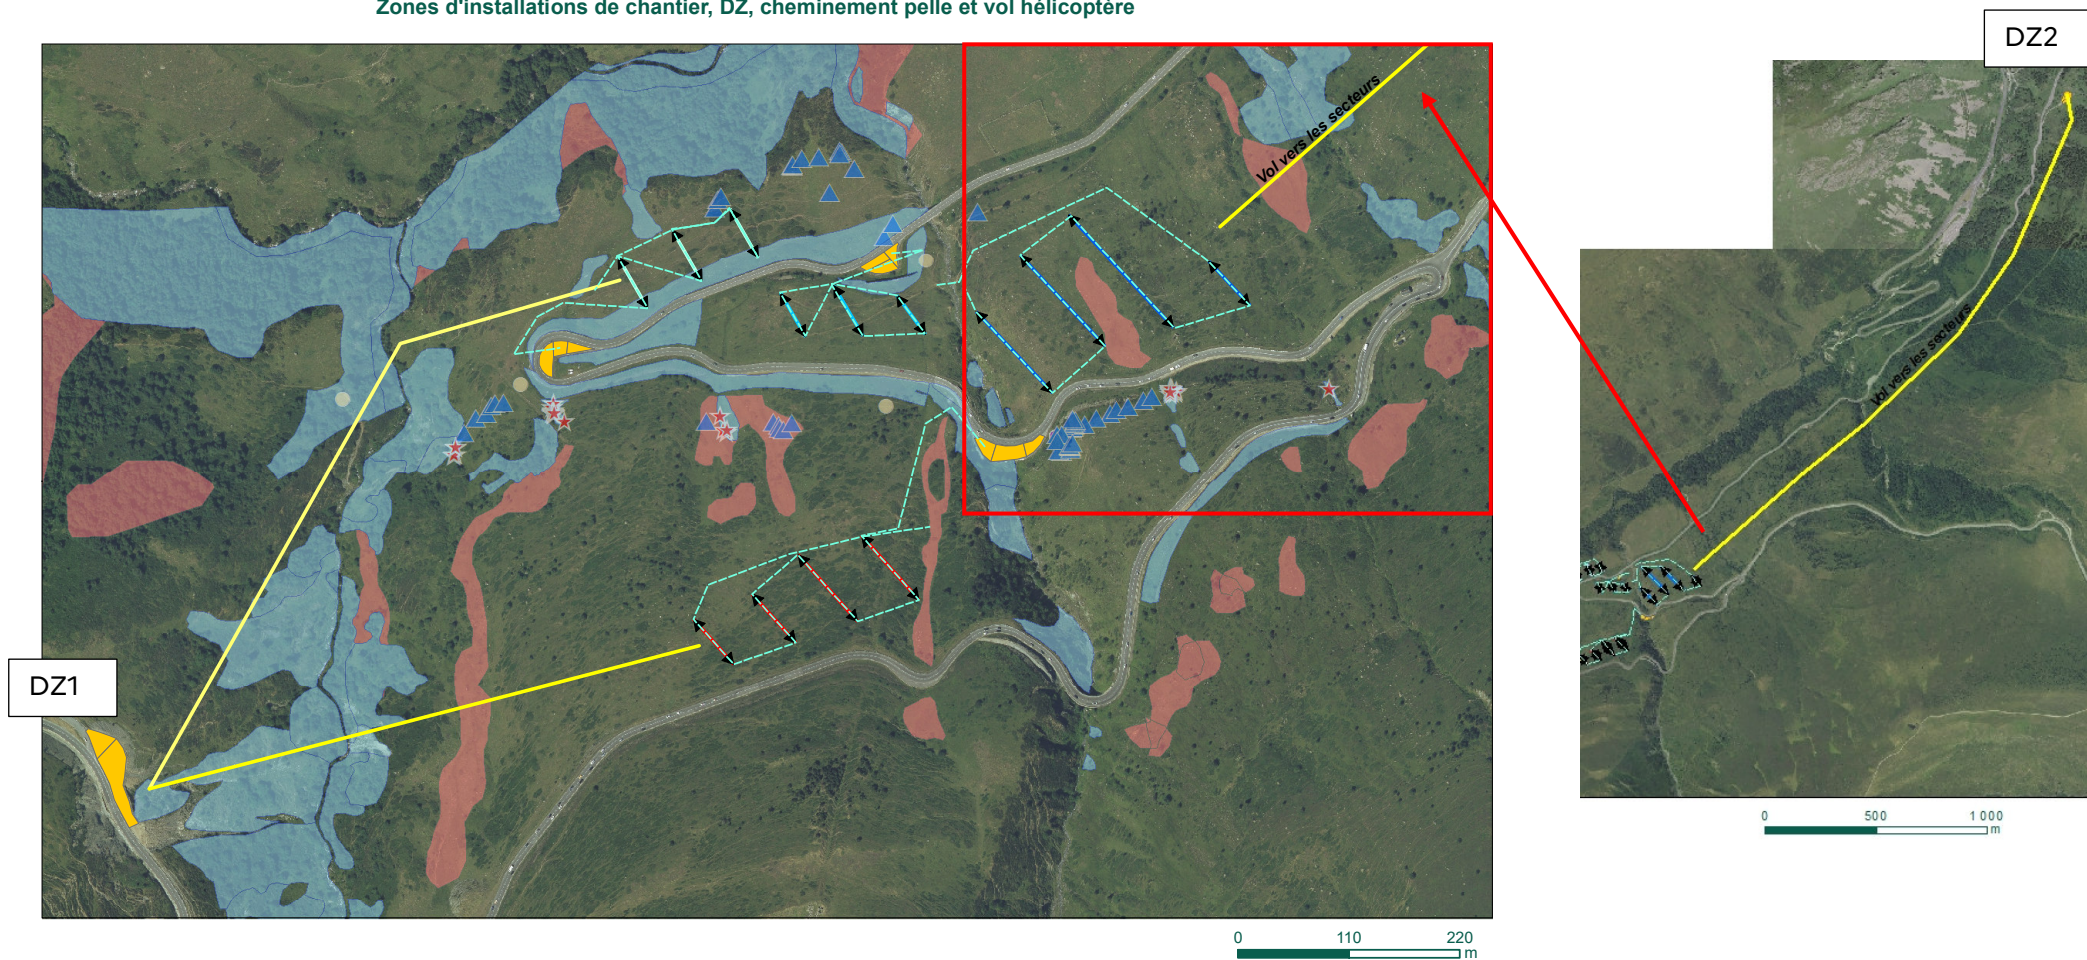 Zones d'installations de chantier, DZ, cheminement pelle et vol hélicoptère
DZ2
Vol vers les secteurs
Vol vers les secteurs
DZ1
0 500 1 000
m
0 110 220
m